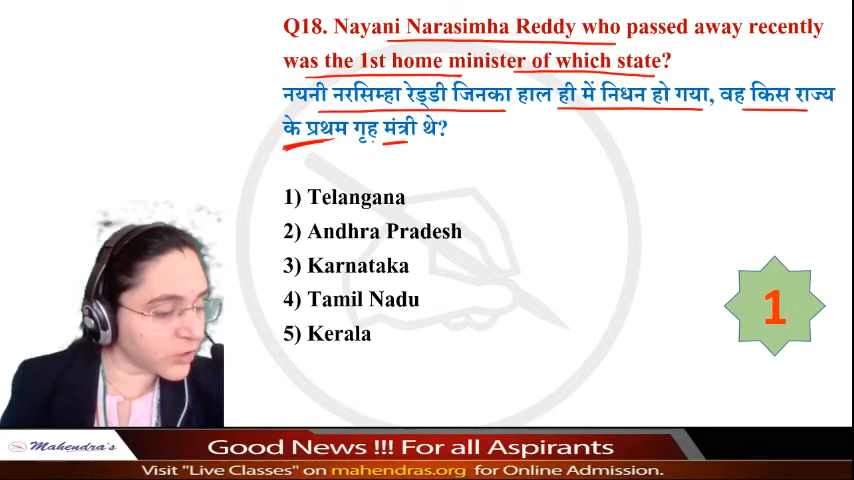 Q18. Nayani Narasimha Reddy who passed away recently
was the 1st home minister of which state?
नयनी नरसिम्हा रेड्डी जिनका हाल ही में निधन हो गया, वह किस राज्य
के प्रथम गृह मंत्री थे?
1) Telangana
2) Andhra Pradesh
3) Karnataka
4) Tamil Nadu
5) Kerala
1
Mahendra's
Good News !!! For all Aspirants
Visit "Live Classes" on mahendras.org for Online Admission.